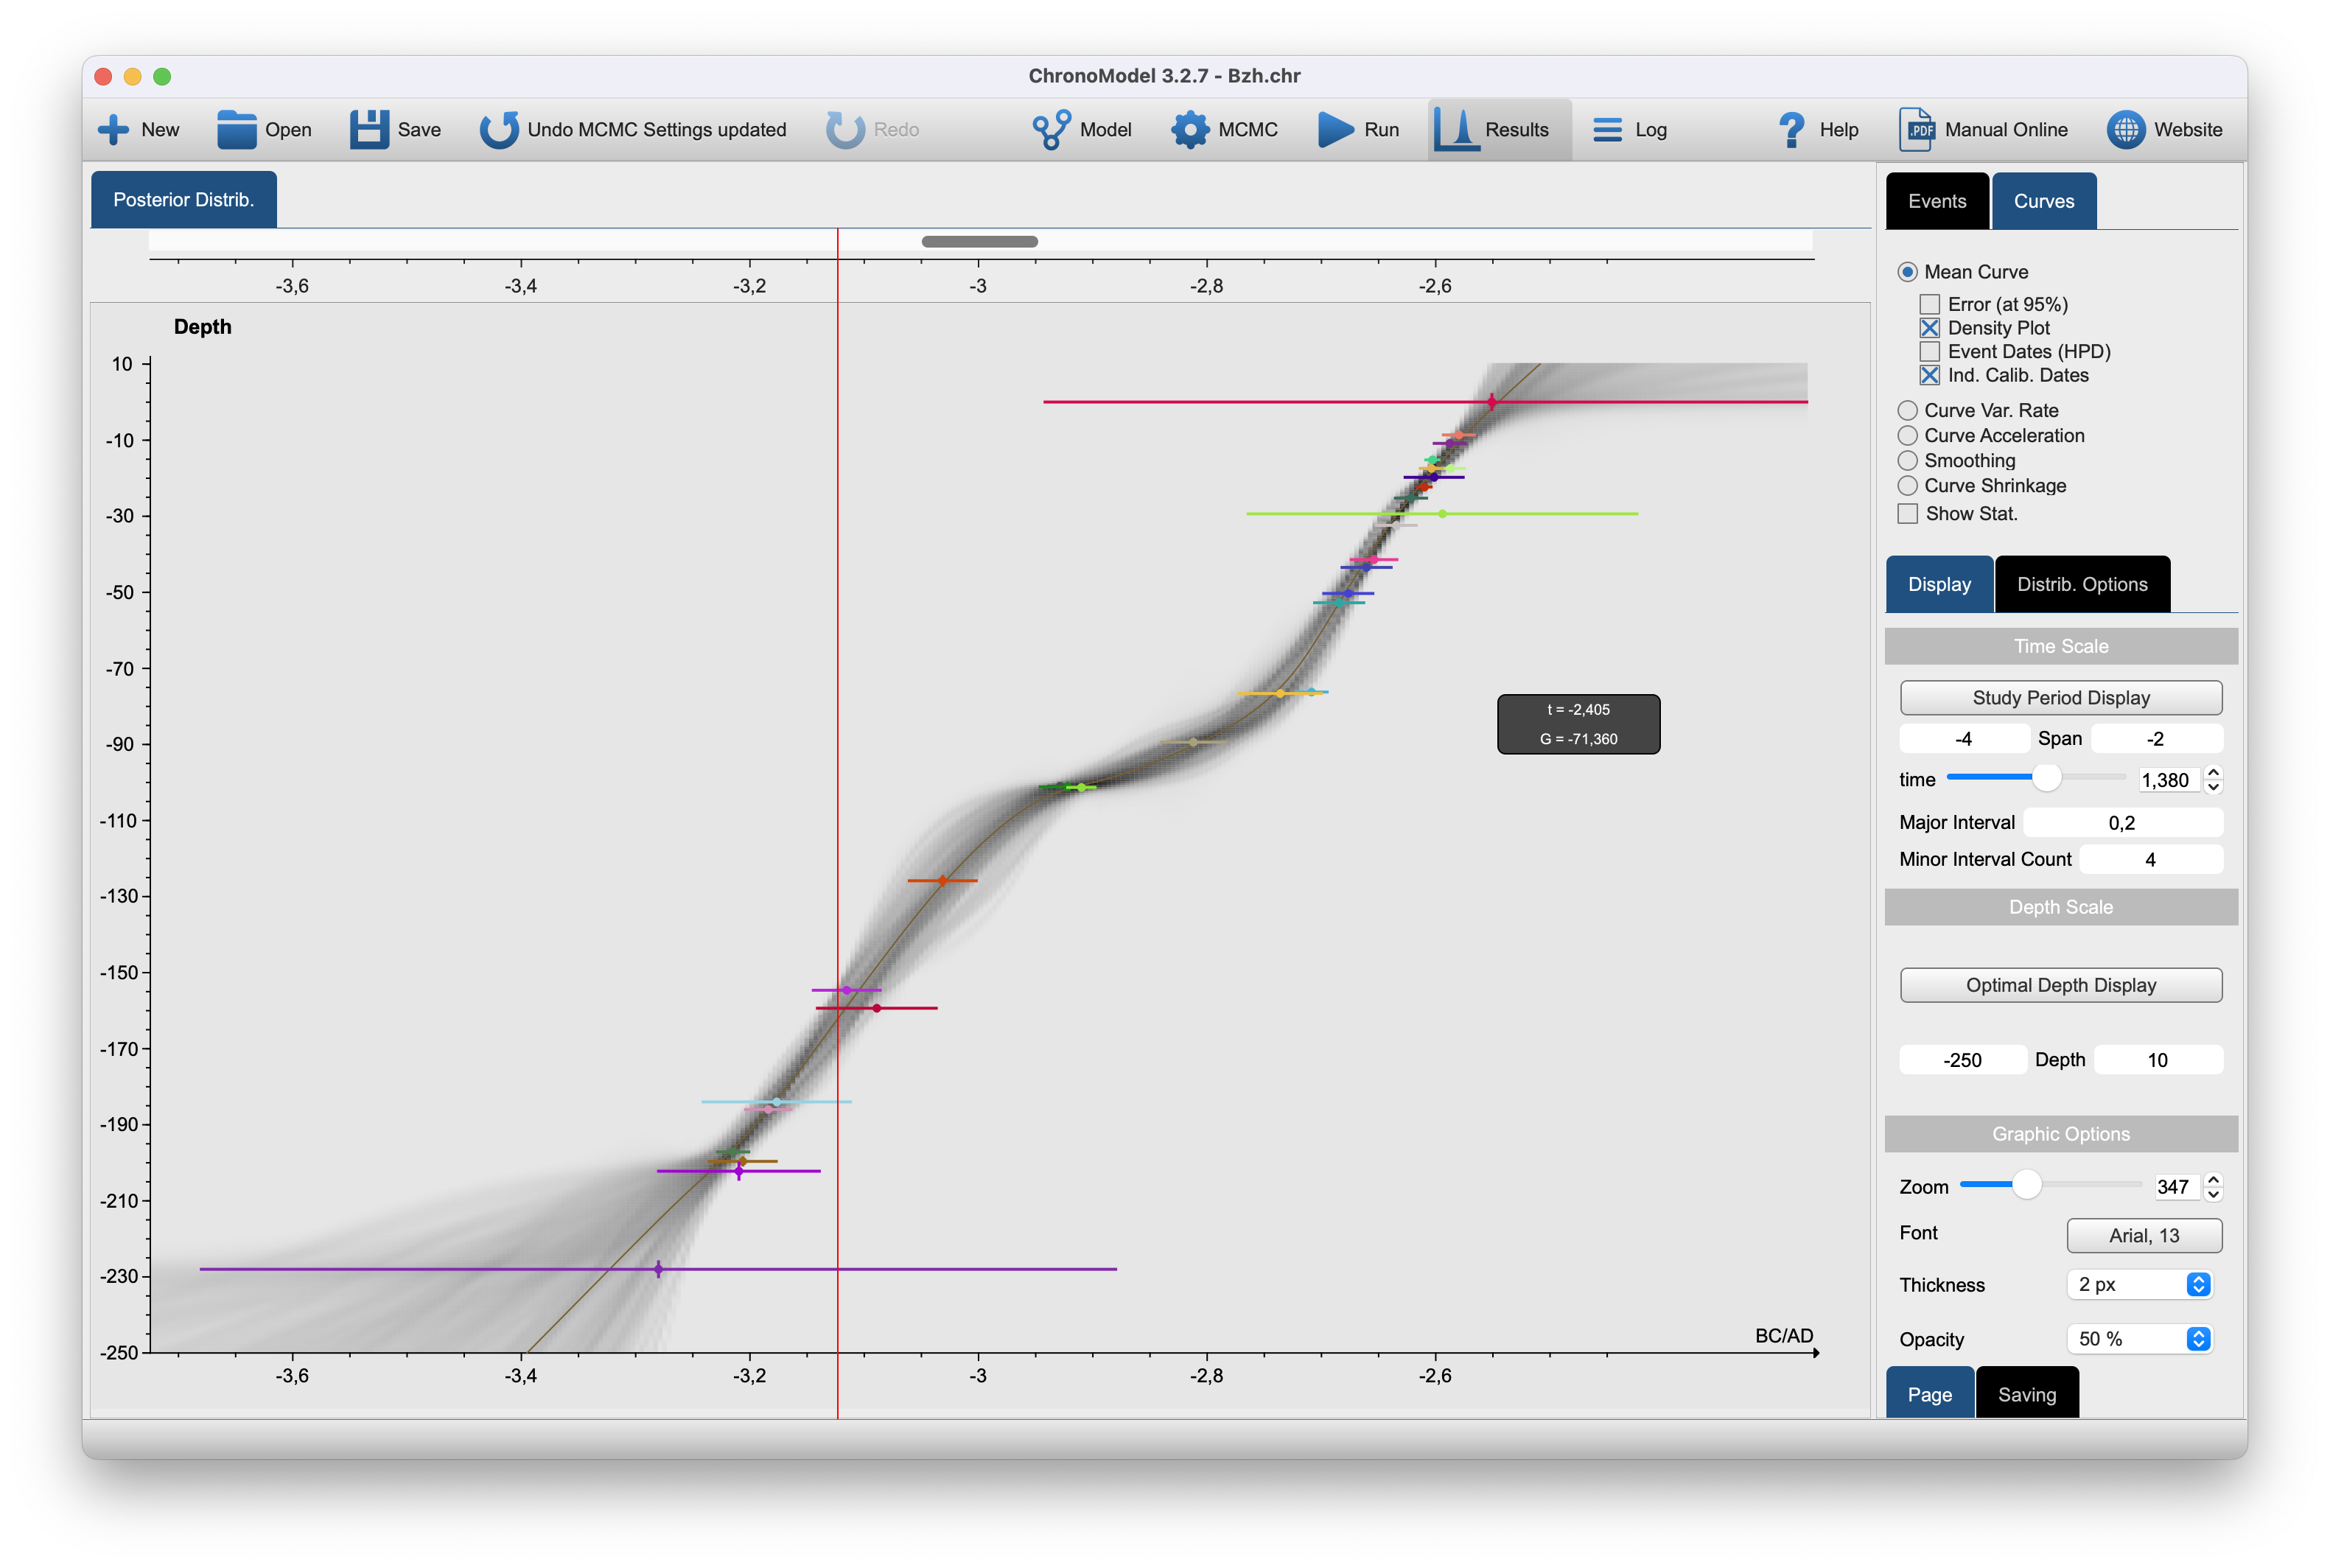 ChronoModel 3.2.7 - Bzh.chr
New Open Save Undo MCMC Settings updated Redo Model MCMC Run Results Log Help Manual Online Website
.PDF
Posterior Distrib.
-3,6 -3,4 -3,2 -3 -2,8 -2,6
Depth
10
-10
-30
-50
-70
-90
-110
-130
-150
-170
-190
-210
-230
-250
t = -2,405
G = -71,360
BC/AD
-3,6 -3,4 -3,2 -3 -2,8 -2,6
Events Curves
Mean Curve
Error (at 95%)
Density Plot
Event Dates (HPD)
Ind. Calib. Dates
Curve Var. Rate
Curve Acceleration
Smoothing
Curve Shrinkage
Show Stat.
Display Distrib. Options
Time Scale
Study Period Display
-4 Span -2
time 1,380
Major Interval 0,2
Minor Interval Count 4
Depth Scale
Optimal Depth Display
-250 Depth 10
Graphic Options
Zoom 347
Font Arial, 13
Thickness 2 px
Opacity 50 %
Page Saving